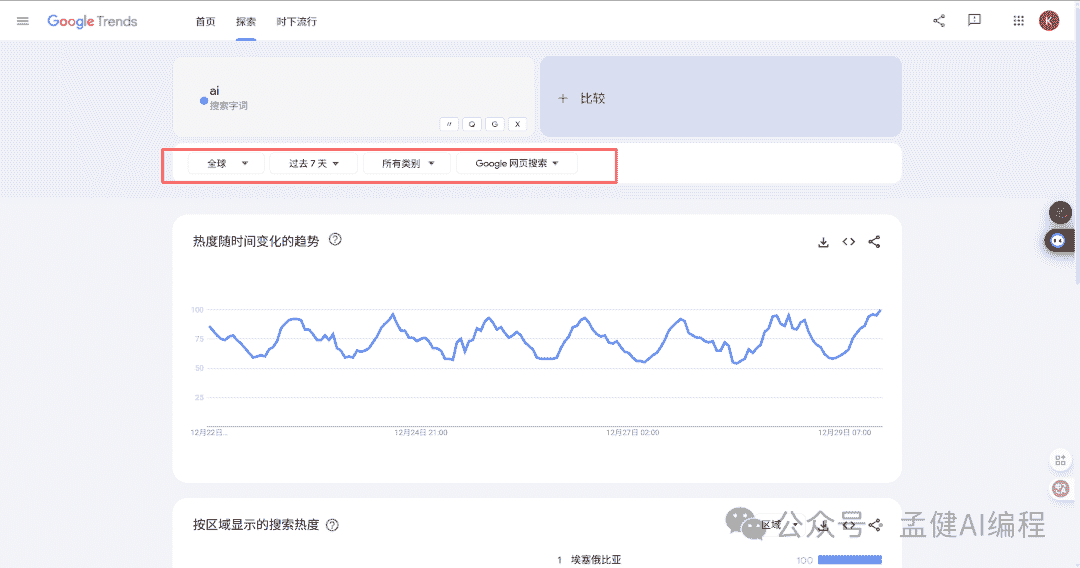 Google Trends
首页 探索 时下流行
ai
搜索字词
+ 比较
全球 过去 7 天 所有类别 Google 网页搜索
热度随时间变化的趋势
100
75
50
25
12月22日... 12月24日 21:00 12月27日 02:00 12月29日 07:00
按区域显示的搜索热度 区域
公众号 孟健AI编程
1 埃塞俄比亚 100